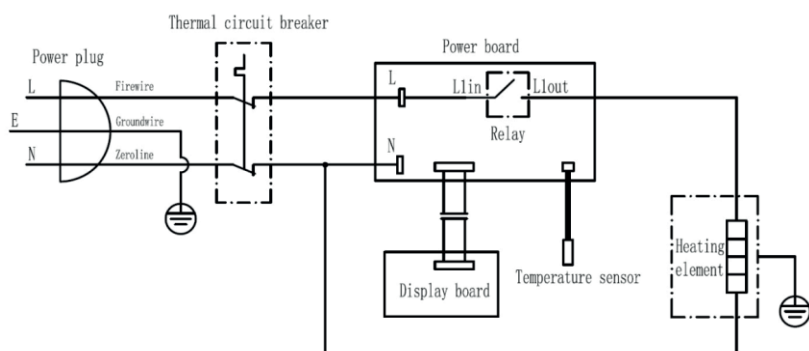 Thermal circuit breaker
Power plug
Power board
L
Firewire
L
L1in
L1out
E
Groundwire
Relay
N
Zeroline
N
Heating
element
Temperature sensor
Display board